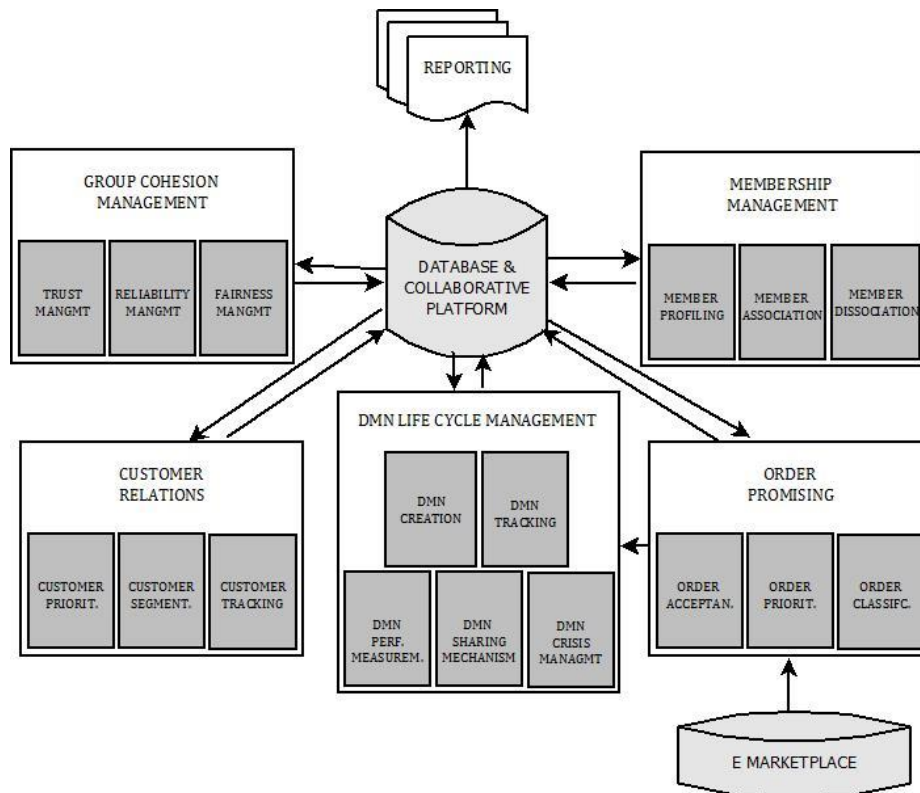 REPORTING
GROUP COHESION
MANAGEMENT
TRUST
MANGMT
RELIABILITY
MANGMT
FAIRNESS
MANGMT
DATABASE &
COLLABORATIVE
PLATFORM
MEMBERSHIP
MANAGEMENT
MEMBER
PROFILING
MEMBER
ASSOCIATION
MEMBER
DISSOCIATION
CUSTOMER
RELATIONS
CUSTOMER
PRIORIT.
CUSTOMER
SEGMENT.
CUSTOMER
TRACKING
DMN LIFE CYCLE MANAGEMENT
DMN
CREATION
DMN
TRACKING
DMN
PERF.
MEASUREM.
DMN
SHARING
MECHANISM
DMN
CRISIS
MANAGMT
ORDER
PROMISING
ORDER
ACCEPTAN.
ORDER
PRIORIT.
ORDER
CLASSIFC.
E MARKETPLACE